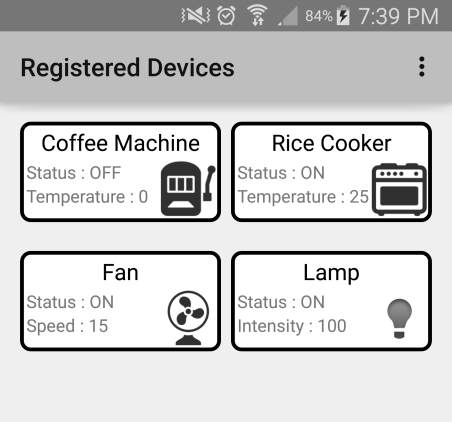 84% 7:39 PM
Registered Devices
Coffee Machine
Status : OFF
Temperature : 0
Rice Cooker
Status : ON
Temperature : 25
Fan
Status : ON
Speed : 15
Lamp
Status : ON
Intensity : 100